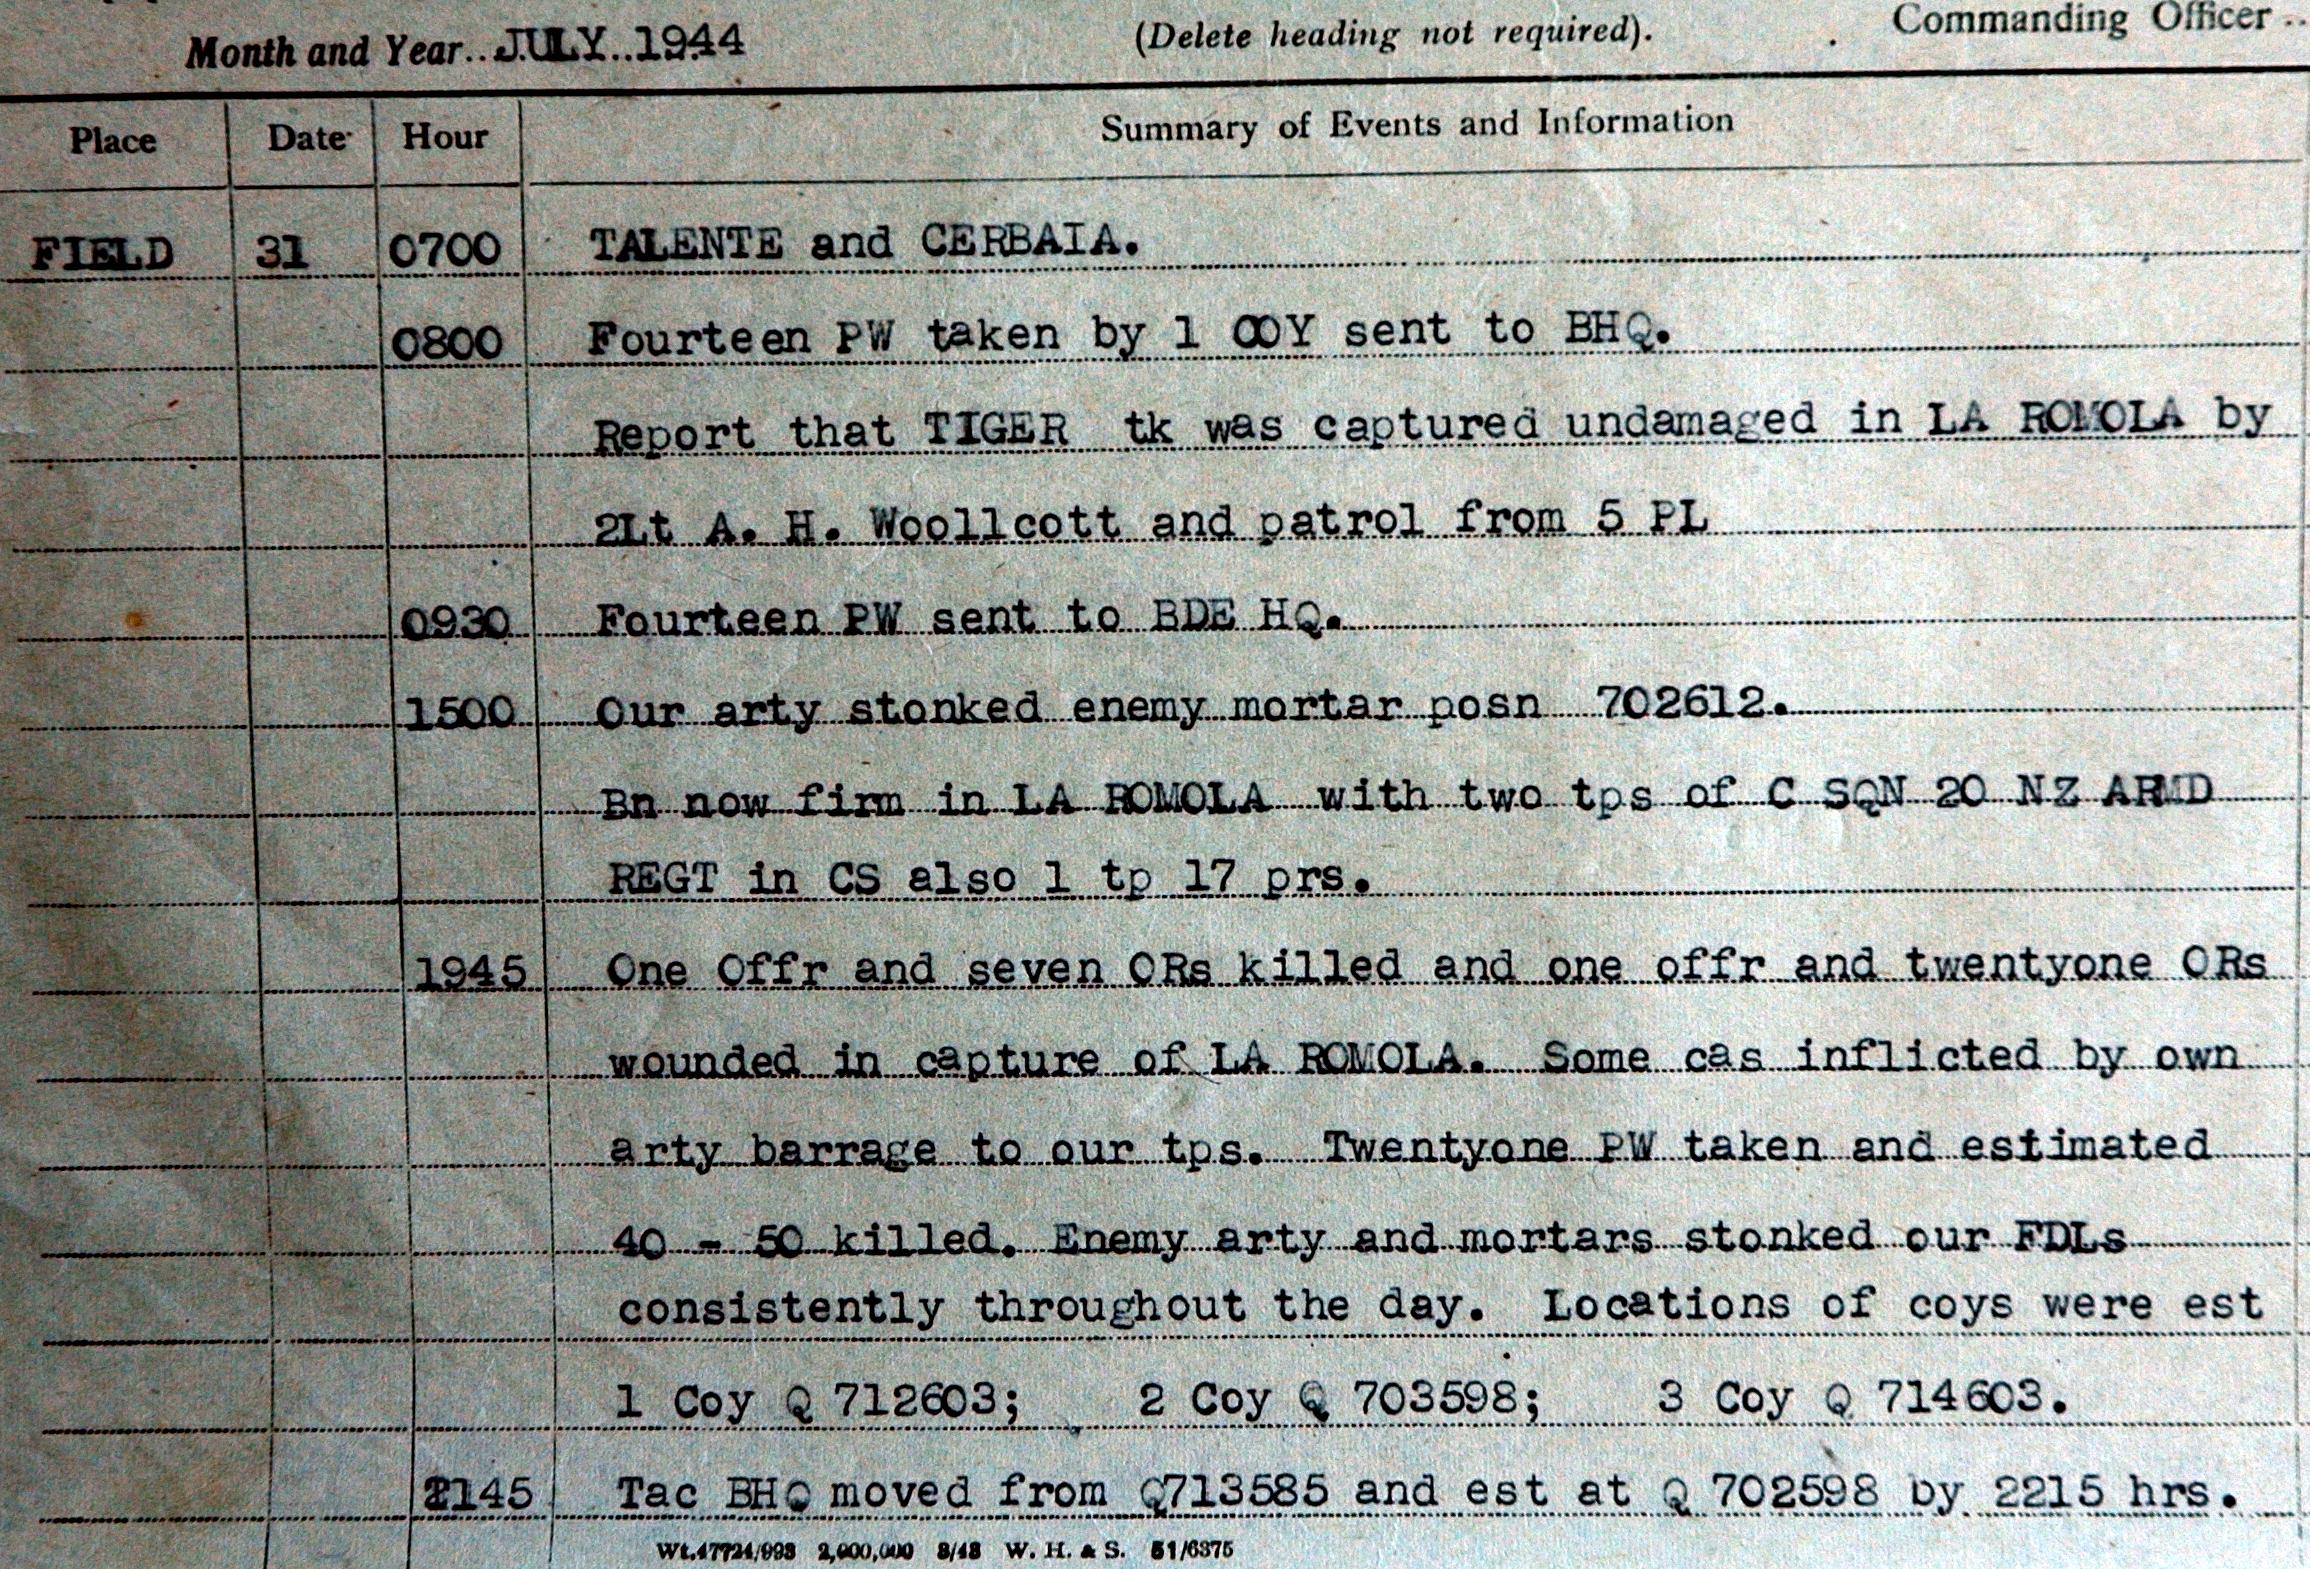 Month and Year..JULY..1944 (Delete heading not required). Commanding Officer..
Place Date Hour Summary of Events and Information
FIELD 31 0700 TALENTE and CERBAIA.
0800 Fourteen PW taken by 1 COY sent to BHQ.
Report that TIGER tk was captured undamaged in LA ROMOLA by
2Lt A. H. Woollcott and patrol from 5 PL
0930 Fourteen PW sent to BDE HQ.
1500 Our arty stonked enemy mortar posn 702612.
Bn now firm in LA ROMOLA with two tps of C SQN 20 NZ ARMD
REGT in CS also 1 tp 17 prs.
1945 One Offr and seven ORs killed and one offr and twentyone ORs
wounded in capture of LA ROMOLA. Some cas inflicted by own
arty barrage to our tps. Twentyone PW taken and estimated
40 - 50 killed. Enemy arty and mortars stonked our FDLs
consistently throughout the day. Locations of coys were est
1 Coy Q 712603; 2 Coy Q 703598; 3 Coy Q 714603.
2145 Tac BHQ moved from Q713585 and est at Q 702598 by 2215 hrs.
Wt.47724/993 2,000,000 8/43 W. H. & S. 51/6375